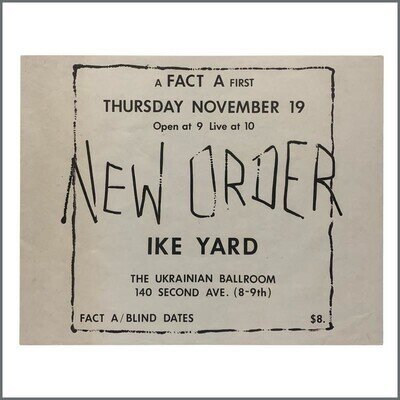 A FACT A FIRST
THURSDAY NOVEMBER 19
Open at 9 Live at 10
NEW ORDER
IKE YARD
THE UKRAINIAN BALLROOM
140 SECOND AVE. (8-9th)
FACT A/BLIND DATES $8.